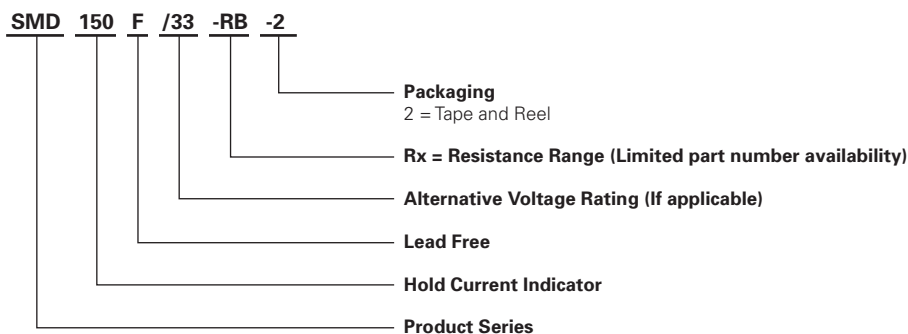 SMD 150 F /33 -RB -2
Packaging
2 = Tape and Reel
Rx = Resistance Range (Limited part number availability)
Alternative Voltage Rating (If applicable)
Lead Free
Hold Current Indicator
Product Series